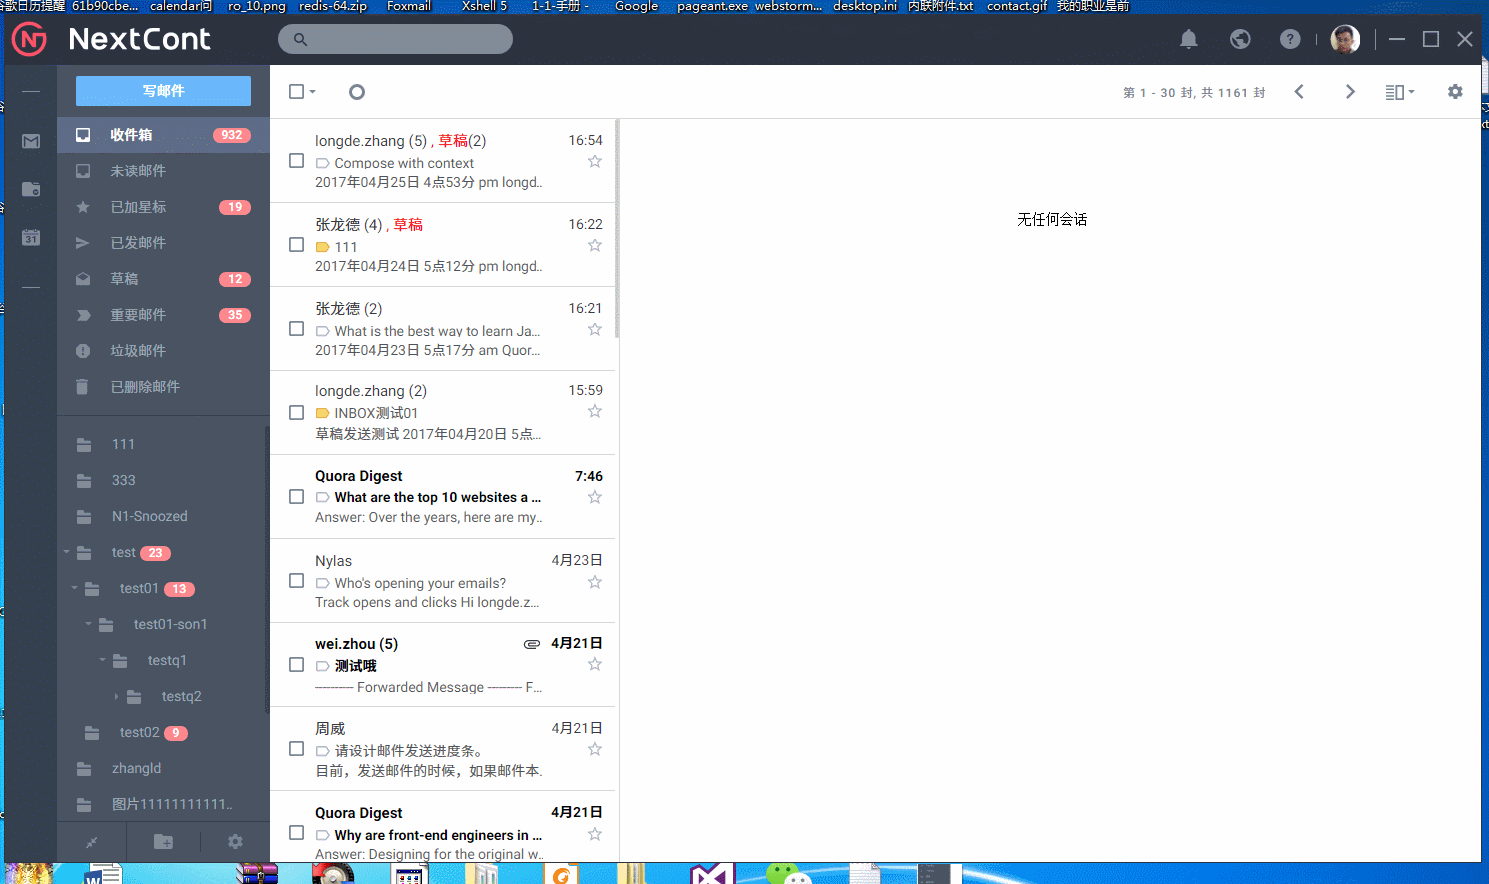 谷歌日历提醒 61b90cbe... calendar问 ro_10.png redis-64.zip Foxmail Xshell 5 1-1-手册 - Google pageant.exe webstorm... desktop.ini 内联附件.txt contact.gif 我的职业是前
NextCont
写邮件
第 1 - 30 封, 共 1161 封
收件箱 932
未读邮件
已加星标 19
已发邮件
草稿 12
重要邮件 35
垃圾邮件
已删除邮件
31
111
333
N1-Snoozed
test 23
test01 13
test01-son1
testq1
testq2
test02 9
zhangld
图片11111111111..
longde.zhang (5) , 草稿(2) 16:54
Compose with context
2017年04月25日 4点53分 pm longd..
张龙德 (4) , 草稿 16:22
111
2017年04月24日 5点12分 pm longd..
张龙德 (2) 16:21
What is the best way to learn Ja...
2017年04月23日 5点17分 am Quor...
longde.zhang (2) 15:59
INBOX测试01
草稿发送测试 2017年04月20日 5点...
Quora Digest 7:46
What are the top 10 websites a ...
Answer: Over the years, here are my..
Nylas 4月23日
Who's opening your emails?
Track opens and clicks Hi longde.z...
wei.zhou (5) 4月21日
测试哦
---------- Forwarded Message --------- F...
周威 4月21日
请设计邮件发送进度条。
目前，发送邮件的时候，如果邮件本.
Quora Digest 4月21日
Why are front-end engineers in ...
Answer: Designing for the original w..
无任何会话